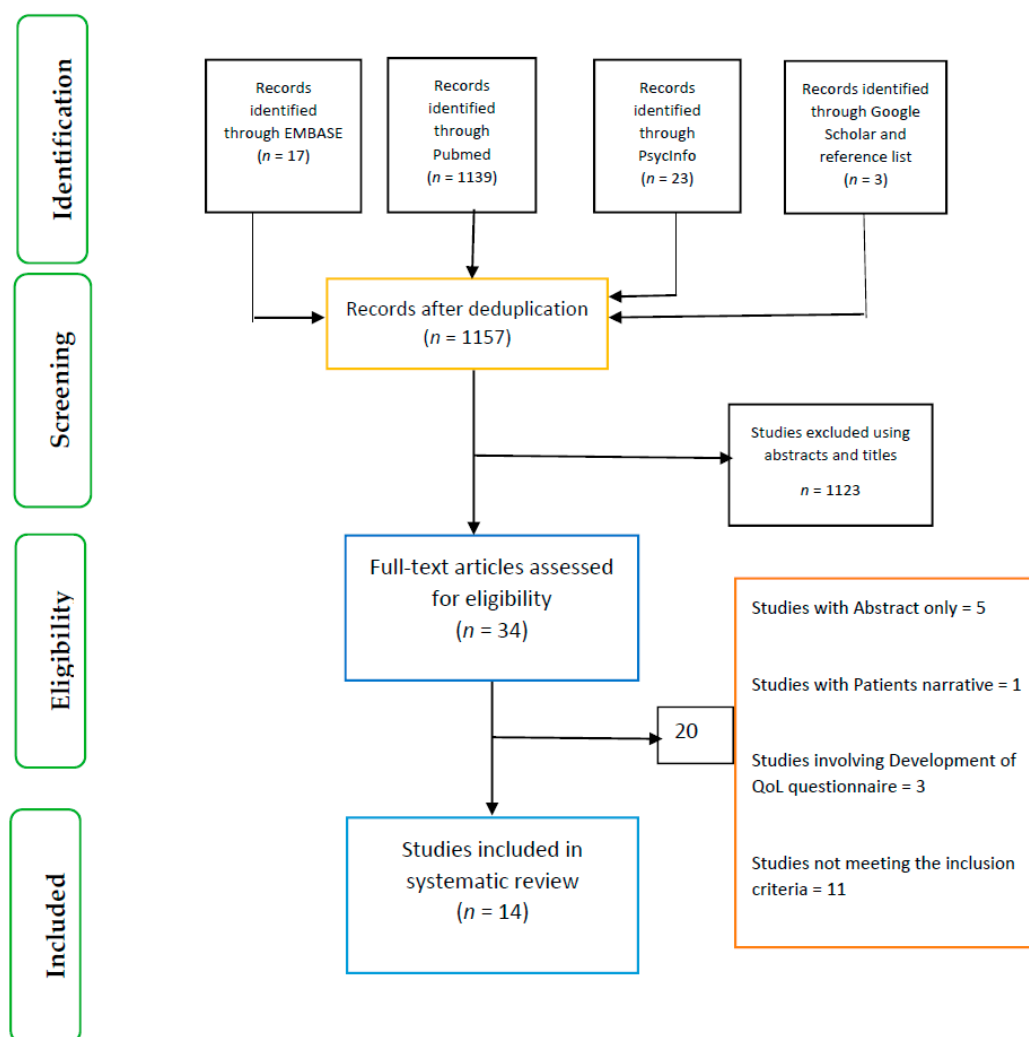 Identification
Records
identified
through EMBASE
(n = 17)
Records
identified
through
Pubmed
(n = 1139)
Records
identified
through
PsycInfo
(n = 23)
Records identified
through Google
Scholar and
reference list
(n = 3)
Screening
Records after deduplication
(n = 1157)
Studies excluded using
abstracts and titles
n = 1123
Eligibility
Full-text articles assessed
for eligibility
(n = 34)
20
Studies with Abstract only = 5
Studies with Patients narrative = 1
Studies involving Development of
QoL questionnaire = 3
Studies not meeting the inclusion
criteria = 11
Included
Studies included in
systematic review
(n = 14)